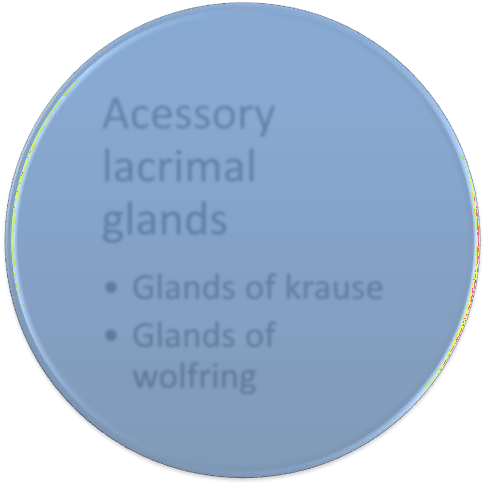 Acessory
lacrimal
glands
• Glands of krause
• Glands of
wolfring